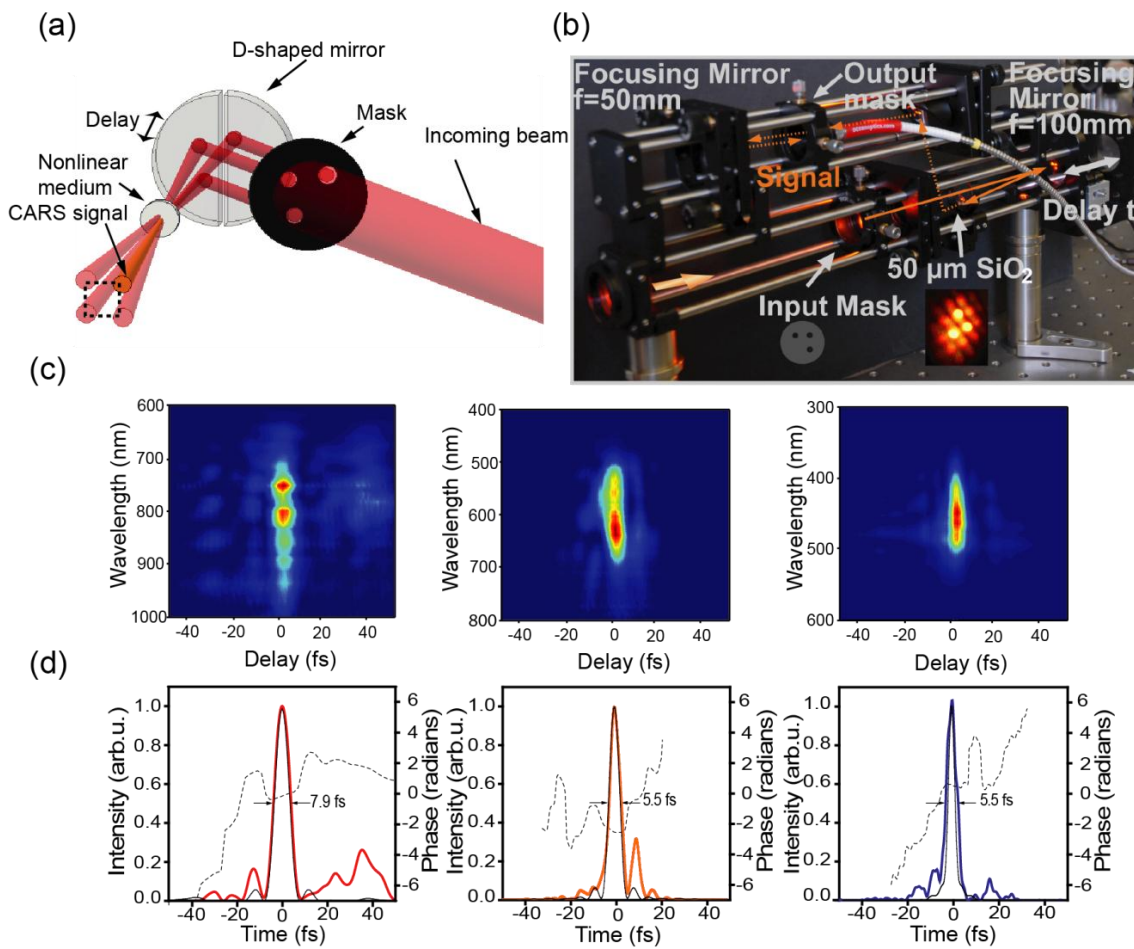 (a)
D-shaped mirror
Delay
Mask
Nonlinear
medium
CARS signal
Incoming beam
(b)
Focusing Mirror
f=50mm
Output
mask
Focusing
Mirror
f=100mm
Signal
Delay t
50 µm SiO2
Input Mask
(c)
600
700
800
900
1000
Wavelength (nm)
-40 -20 0 20 40
Delay (fs)
400
500
600
700
800
Wavelength (nm)
-40 -20 0 20 40
Delay (fs)
300
400
500
600
Wavelength (nm)
-40 -20 0 20 40
Delay (fs)
(d)
1.0
0.8
0.6
0.4
0.2
0.0
Intensity (arb.u.)
7.9 fs
6
4
2
0
-2
-4
-6
Phase (radians)
-40 -20 0 20 40
Time (fs)
1.0
0.8
0.6
0.4
0.2
0.0
Intensity (arb.u.)
5.5 fs
6
4
2
0
-2
-4
-6
Phase (radians)
-40 -20 0 20 40
Time (fs)
1.0
0.8
0.6
0.4
0.2
0.0
Intensity (arb.u.)
5.5 fs
6
4
2
0
-2
-4
-6
Phase (radians)
-40 -20 0 20 40
Time (fs)